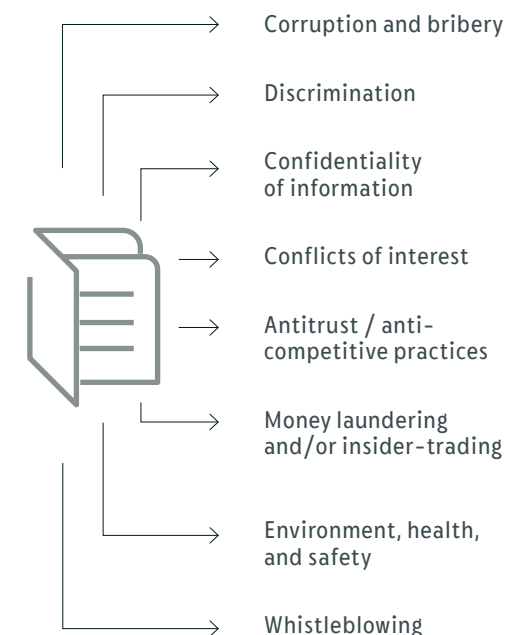 Corruption and bribery
Discrimination
Confidentiality
of information
Conflicts of interest
Antitrust / anti-
competitive practices
Money laundering
and/or insider-trading
Environment, health,
and safety
Whistleblowing